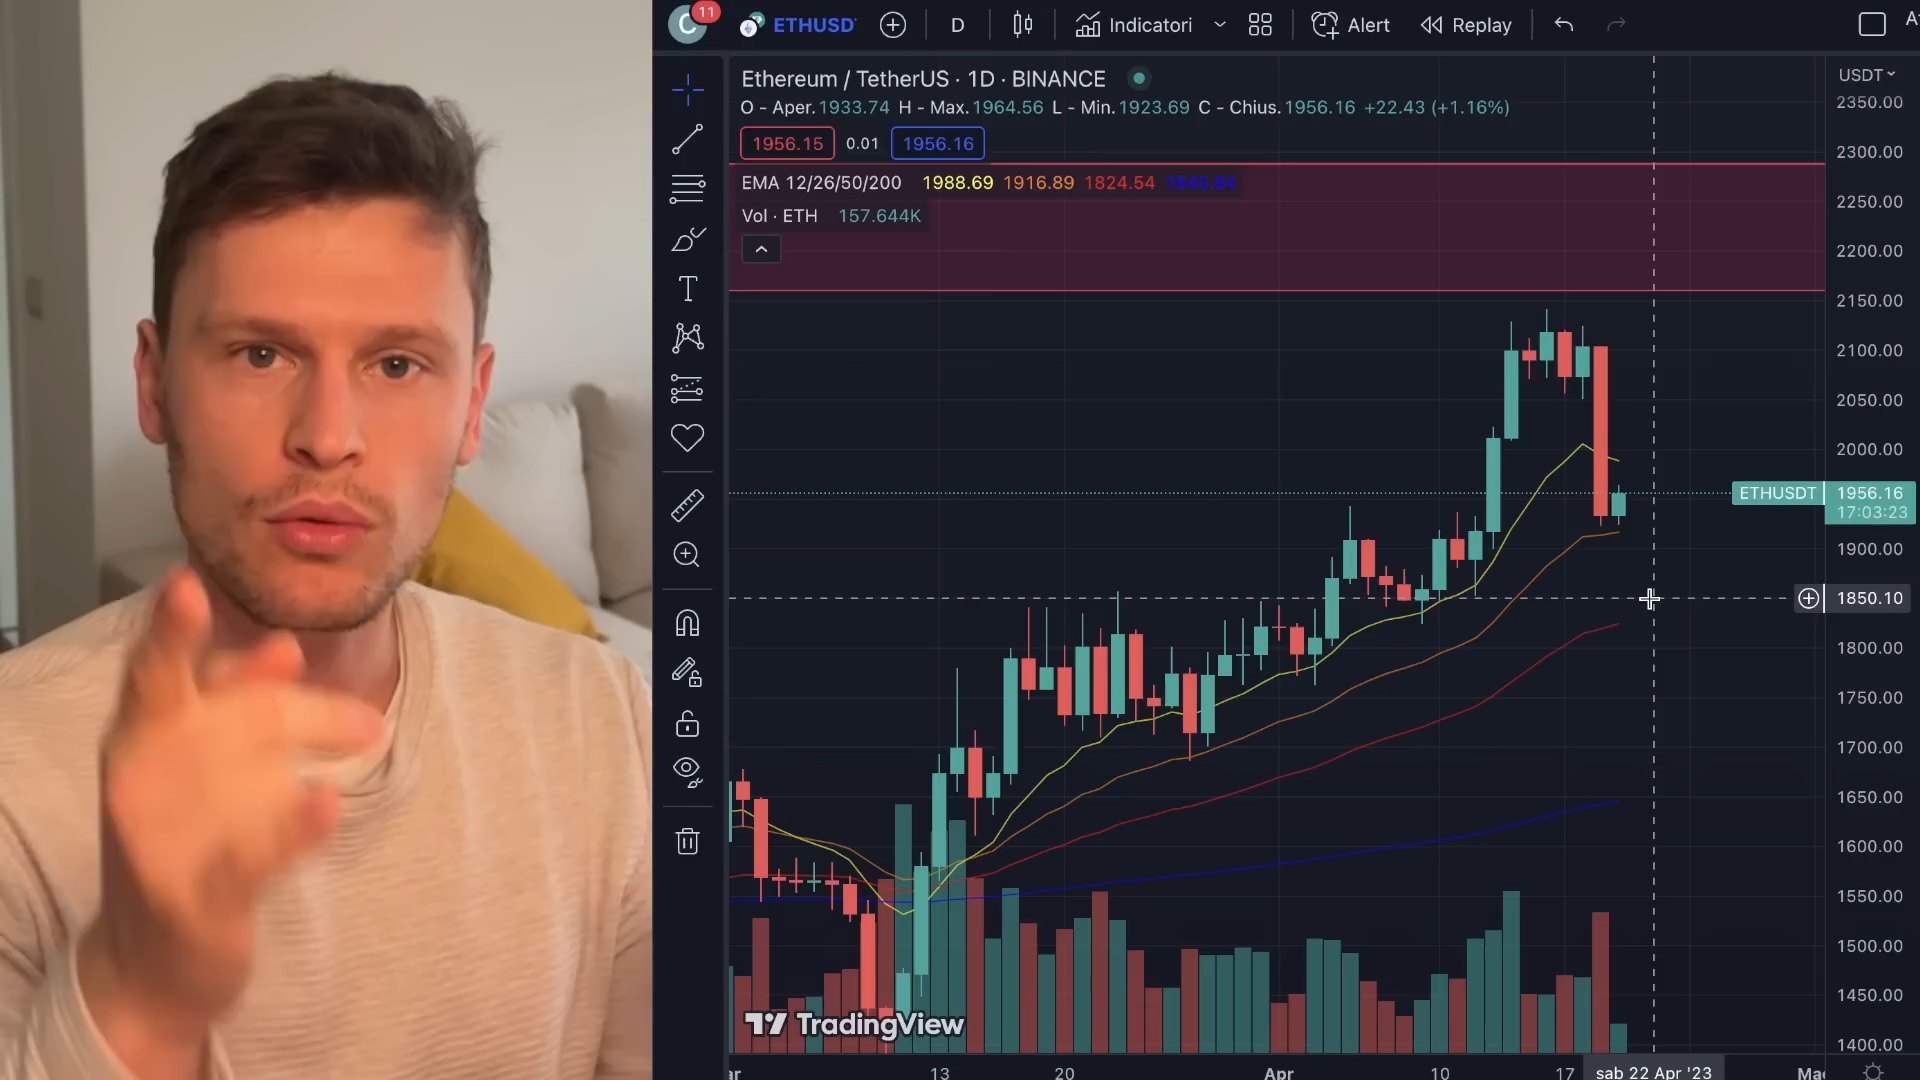 C 11 ETHUSDT D Indicatori Alert Replay
Ethereum / TetherUS · 1D · BINANCE
O - Aper.1933.74 H - Max.1964.56 L - Min.1923.69 C - Chius.1956.16 +22.43 (+1.16%)
1956.15 0.01 1956.16
EMA 12/26/50/200 1988.69 1916.89 1824.54
Vol · ETH 157.644K
T
USDT
2350.00
2300.00
2250.00
2200.00
2150.00
2100.00
2050.00
2000.00
ETHUSDT 1956.16
17:03:23
1900.00
1850.10
1800.00
1750.00
1700.00
1650.00
1600.00
1550.00
1500.00
1450.00
1400.00
TradingView
13 20 Apr 10 17 sab 22 Apr '23